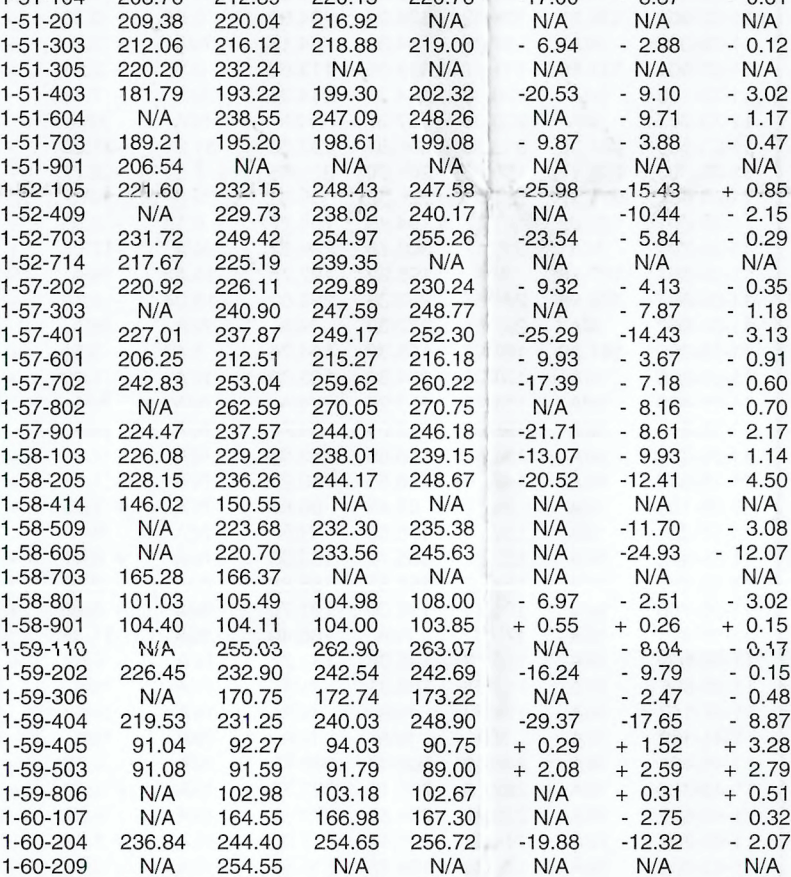 1-51-201 209.38 220.04 216.92 N/A N/A N/A N/A
1-51-303 212.06 216.12 218.88 219.00 - 6.94 - 2.88 - 0.12
1-51-305 220.20 232.24 N/A N/A N/A N/A N/A
1-51-403 181.79 193.22 199.30 202.32 -20.53 - 9.10 - 3.02
1-51-604 N/A 238.55 247.09 248.26 N/A - 9.71 - 1.17
1-51-703 189.21 195.20 198.61 199.08 - 9.87 - 3.88 - 0.47
1-51-901 206.54 N/A N/A N/A N/A N/A N/A
1-52-105 221.60 232.15 248.43 247.58 -25.98 -15.43 + 0.85
1-52-409 N/A 229.73 238.02 240.17 N/A -10.44 - 2.15
1-52-703 231.72 249.42 254.97 255.26 -23.54 - 5.84 - 0.29
1-52-714 217.67 225.19 239.35 N/A N/A N/A N/A
1-57-202 220.92 226.11 229.89 230.24 - 9.32 - 4.13 - 0.35
1-57-303 N/A 240.90 247.59 248.77 N/A - 7.87 - 1.18
1-57-401 227.01 237.87 249.17 252.30 -25.29 -14.43 - 3.13
1-57-601 206.25 212.51 215.27 216.18 - 9.93 - 3.67 - 0.91
1-57-702 242.83 253.04 259.62 260.22 -17.39 - 7.18 - 0.60
1-57-802 N/A 262.59 270.05 270.75 N/A - 8.16 - 0.70
1-57-901 224.47 237.57 244.01 246.18 -21.71 - 8.61 - 2.17
1-58-103 226.08 229.22 238.01 239.15 -13.07 - 9.93 - 1.14
1-58-205 228.15 236.26 244.17 248.67 -20.52 -12.41 - 4.50
1-58-414 146.02 150.55 N/A N/A N/A N/A N/A
1-58-509 N/A 223.68 232.30 235.38 N/A -11.70 - 3.08
1-58-605 N/A 220.70 233.56 245.63 N/A -24.93 - 12.07
1-58-703 165.28 166.37 N/A N/A N/A N/A N/A
1-58-801 101.03 105.49 104.98 108.00 - 6.97 - 2.51 - 3.02
1-58-901 104.40 104.11 104.00 103.85 + 0.55 + 0.26 + 0.15
1-59-110 N/A 255.03 262.90 263.07 N/A - 8.04 - 0.17
1-59-202 226.45 232.90 242.54 242.69 -16.24 - 9.79 - 0.15
1-59-306 N/A 170.75 172.74 173.22 N/A - 2.47 - 0.48
1-59-404 219.53 231.25 240.03 248.90 -29.37 -17.65 - 8.87
1-59-405 91.04 92.27 94.03 90.75 + 0.29 + 1.52 + 3.28
1-59-503 91.08 91.59 91.79 89.00 + 2.08 + 2.59 + 2.79
1-59-806 N/A 102.98 103.18 102.67 N/A + 0.31 + 0.51
1-60-107 N/A 164.55 166.98 167.30 N/A - 2.75 - 0.32
1-60-204 236.84 244.40 254.65 256.72 -19.88 -12.32 - 2.07
1-60-209 N/A 254.55 N/A N/A N/A N/A N/A